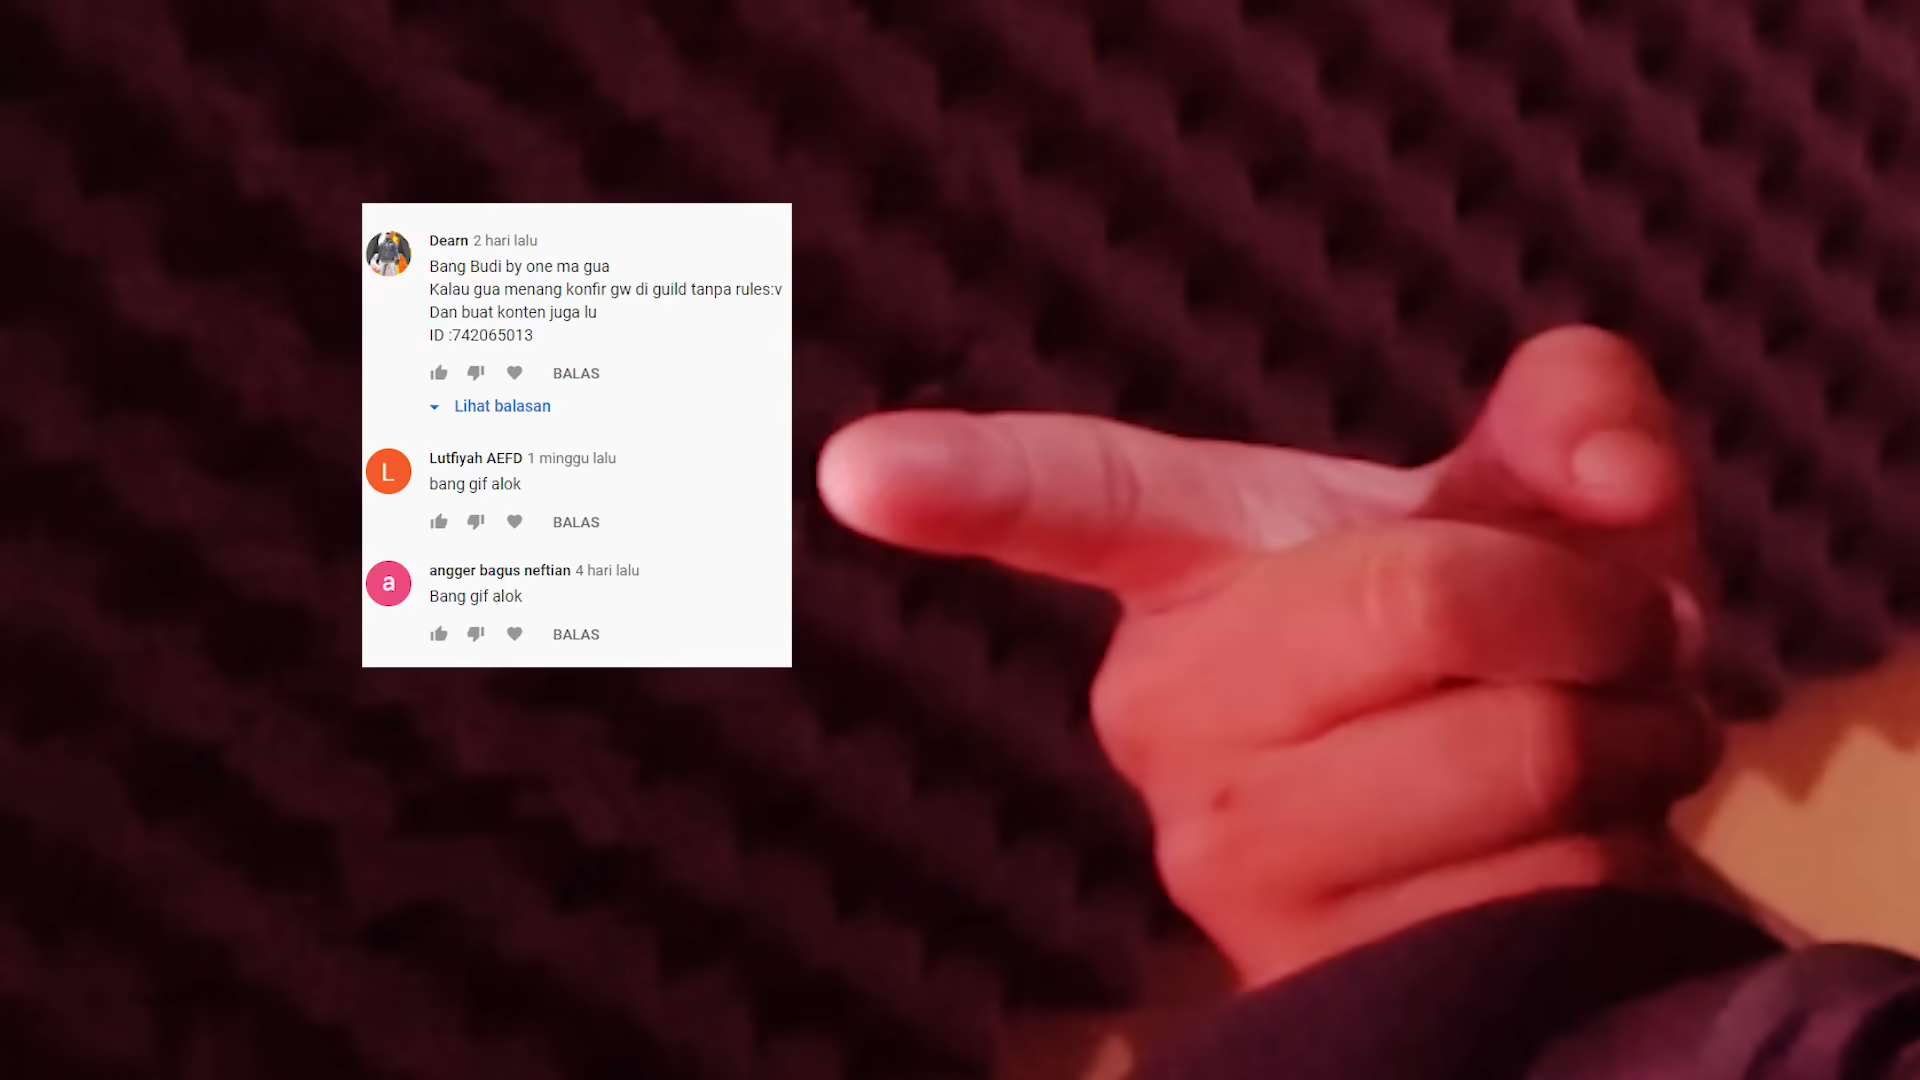 Dearn 2 hari lalu
Bang Budi by one ma gua
Kalau gua menang konfir gw di guild tanpa rules:v
Dan buat konten juga lu
ID :742065013
BALAS
Lihat balasan
L
Lutfiyah AEFD 1 minggu lalu
bang gif alok
BALAS
a
angger bagus neftian 4 hari lalu
Bang gif alok
BALAS